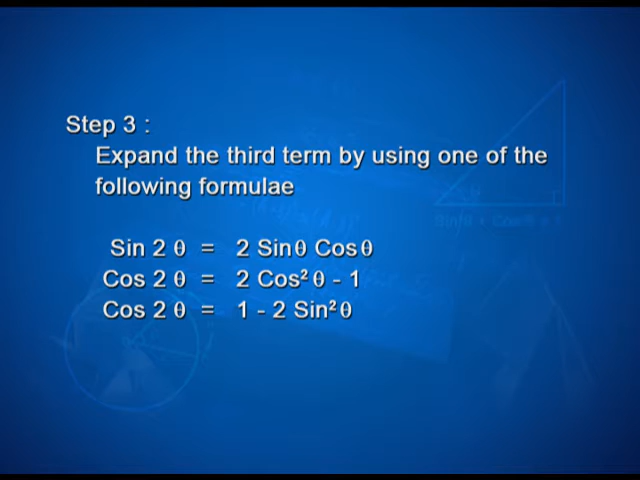 Step 3 :
Expand the third term by using one of the
following formulae
Sin 2 θ = 2 Sinθ Cosθ
Cos 2 θ = 2 Cos²θ - 1
Cos 2 θ = 1 - 2 Sin²θ